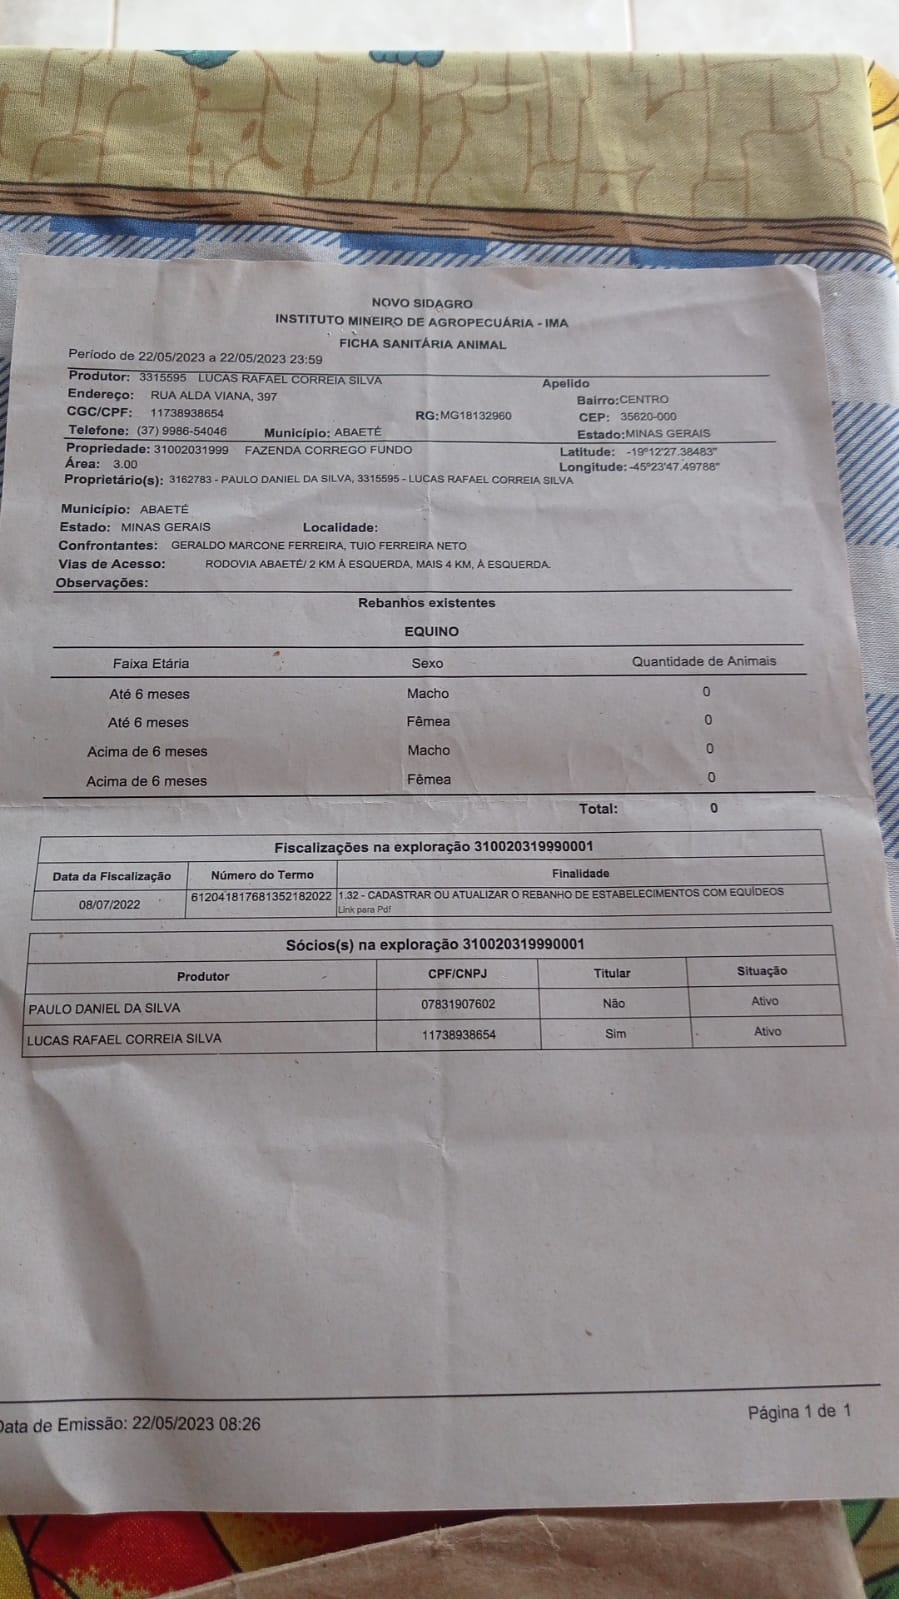 NOVO SIDAGRO
INSTITUTO MINEIRO DE AGROPECUÁRIA - IMA
FICHA SANITÁRIA ANIMAL
Período de 22/05/2023 a 22/05/2023 23:59
Produtor: 3315595 LUCAS RAFAEL CORREIA SILVA Apelido
Endereço: RUA ALDA VIANA, 397 Bairro:CENTRO
CGC/CPF: 11738938654 RG:MG18132960 CEP: 35620-000
Telefone: (37) 9986-54046 Município: ABAETÉ Estado:MINAS GERAIS
Propriedade: 31002031999 FAZENDA CORREGO FUNDO Latitude: -19º12'27.38483"
Área: 3.00 Longitude:-45º23'47.49788"
Proprietário(s): 3162783 - PAULO DANIEL DA SILVA, 3315595 - LUCAS RAFAEL CORREIA SILVA
Município: ABAETÉ
Estado: MINAS GERAIS Localidade:
Confrontantes: GERALDO MARCONE FERREIRA, TUIO FERREIRA NETO
Vias de Acesso: RODOVIA ABAETÉ/ 2 KM À ESQUERDA, MAIS 4 KM, À ESQUERDA.
Observações:
Rebanhos existentes
EQUINO
Faixa Etária Sexo Quantidade de Animais
Até 6 meses Macho 0
Até 6 meses Fêmea 0
Acima de 6 meses Macho 0
Acima de 6 meses Fêmea 0
Total: 0
Fiscalizações na exploração 310020319990001
Data da Fiscalização Número do Termo Finalidade
08/07/2022 612041817681352182022 1.32 - CADASTRAR OU ATUALIZAR O REBANHO DE ESTABELECIMENTOS COM EQUÍDEOS
Link para Pdf
Sócios(s) na exploração 310020319990001
Produtor CPF/CNPJ Titular Situação
PAULO DANIEL DA SILVA 07831907602 Não Ativo
LUCAS RAFAEL CORREIA SILVA 11738938654 Sim Ativo
Data de Emissão: 22/05/2023 08:26 Página 1 de 1